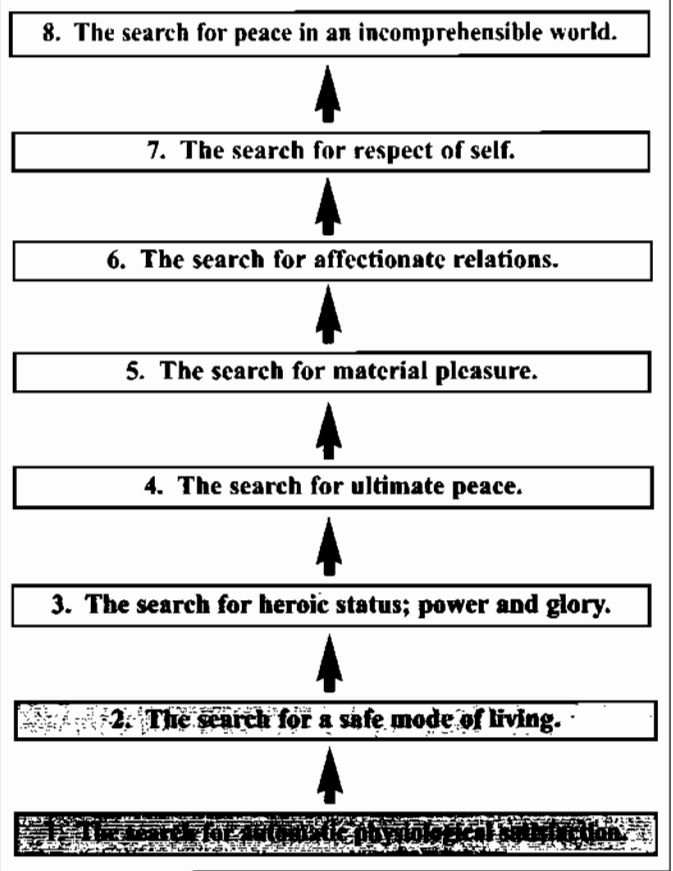 8. The search for peace in an incomprehensible world.
7. The search for respect of self.
6. The search for affectionate relations.
5. The search for material pleasure.
4. The search for ultimate peace.
3. The search for heroic status; power and glory.
2. The search for a safe mode of living.
1. The search for automatic physiological satisfaction.